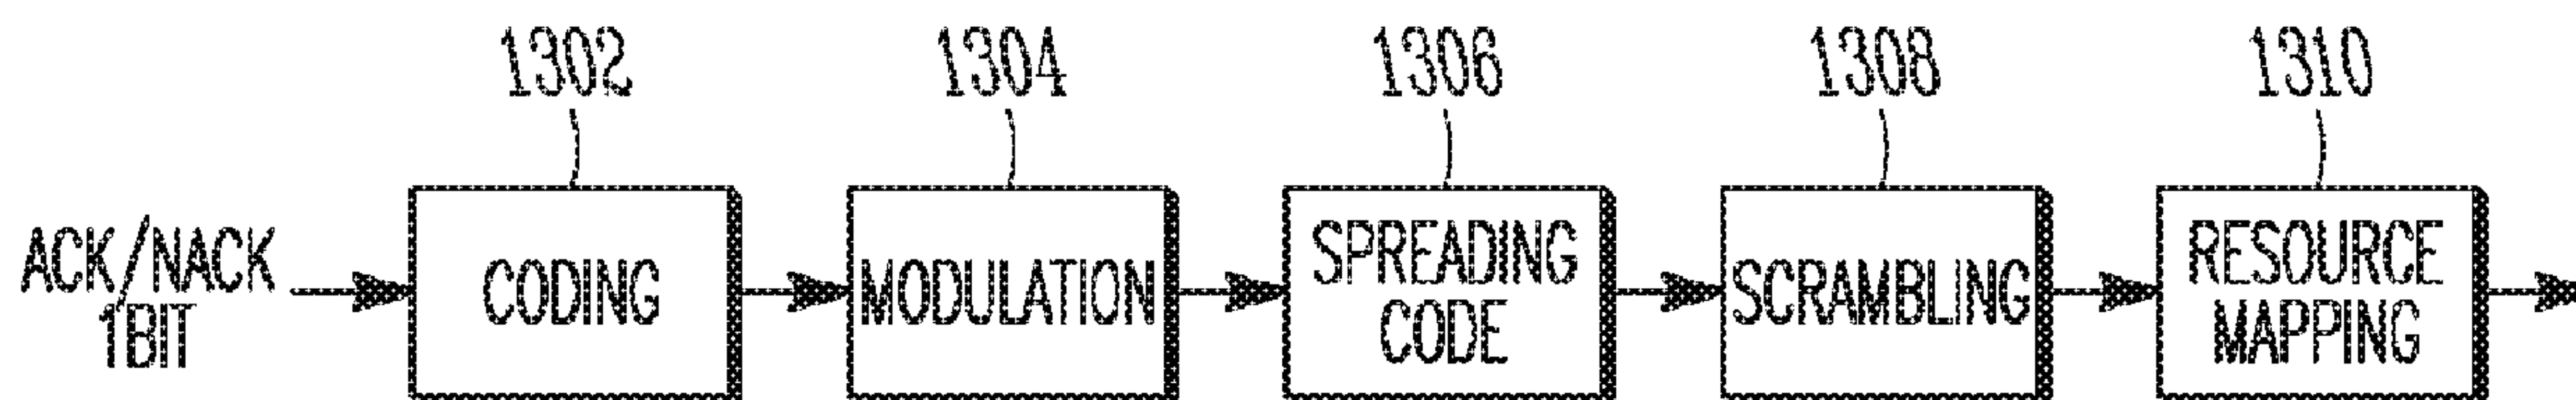 1302
1304
1306
1308
1310
ACK/NACK
1BIT
CODING
MODULATION
SPREADING
CODE
SCRAMBLING
RESOURCE
MAPPING